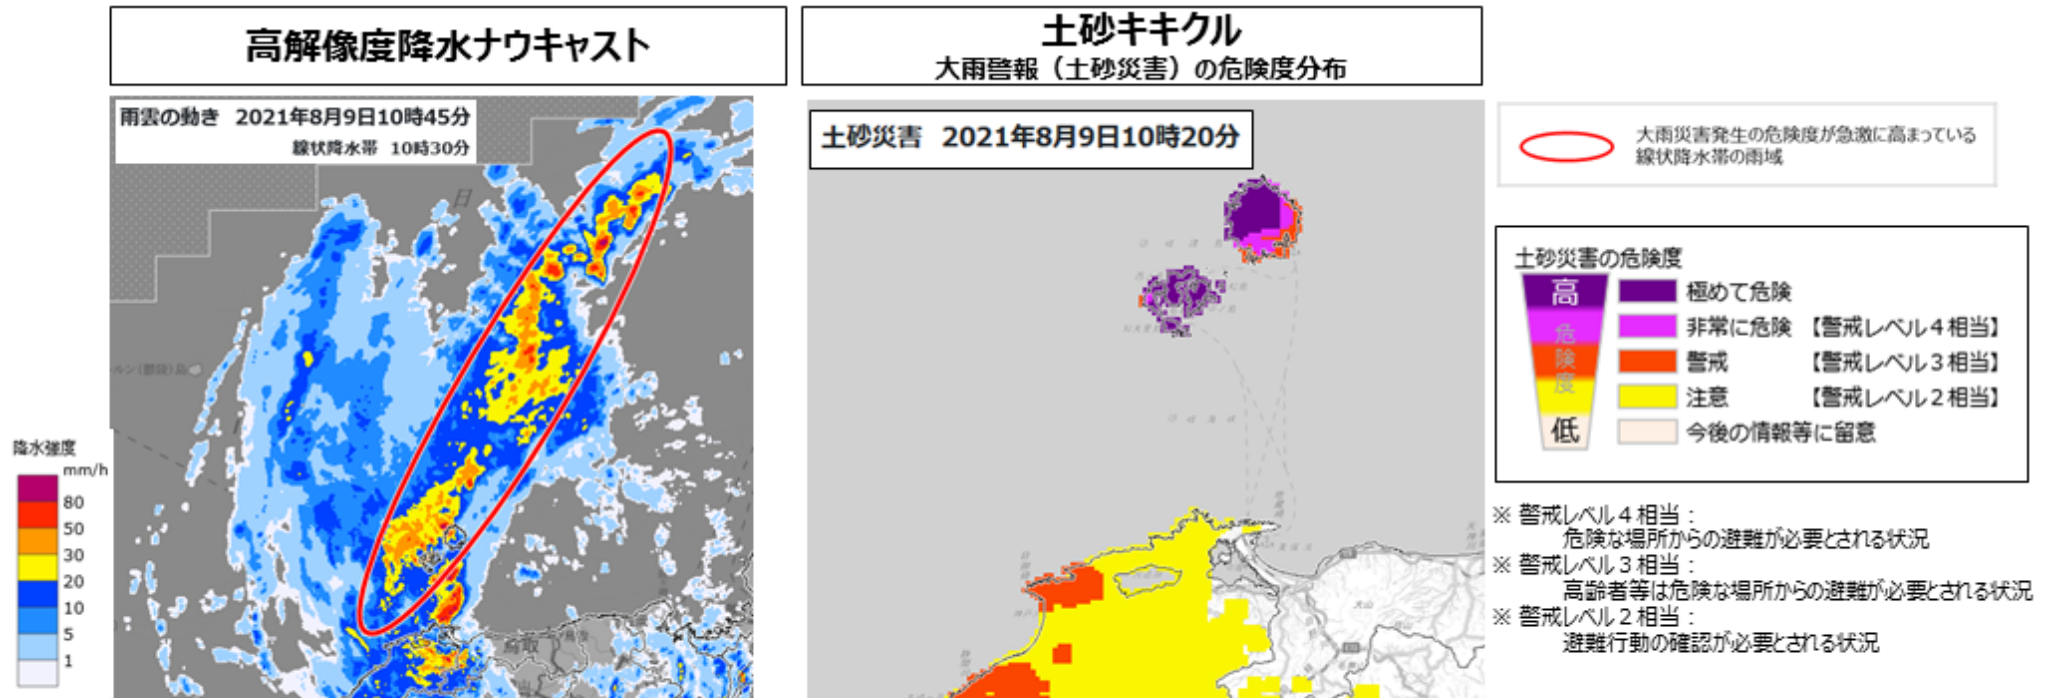 高解像度降水ナウキャスト
土砂キキクル
大雨警報（土砂災害）の危険度分布
雨雲の動き 2021年8月9日10時45分
線状降水帯 10時30分
土砂災害 2021年8月9日10時20分
大雨災害発生の危険度が急激に高まっている
線状降水帯の雨域
日
ルン(鬱陵)島
鳥取
降水強度
mm/h
80
50
30
20
10
5
1
大山
土砂災害の危険度
高
危険度
低
極めて危険
非常に危険 【警戒レベル４相当】
警戒 【警戒レベル３相当】
注意 【警戒レベル２相当】
今後の情報等に留意
※ 警戒レベル４相当：
危険な場所からの避難が必要とされる状況
※ 警戒レベル３相当：
高齢者等は危険な場所からの避難が必要とされる状況
※ 警戒レベル２相当：
避難行動の確認が必要とされる状況